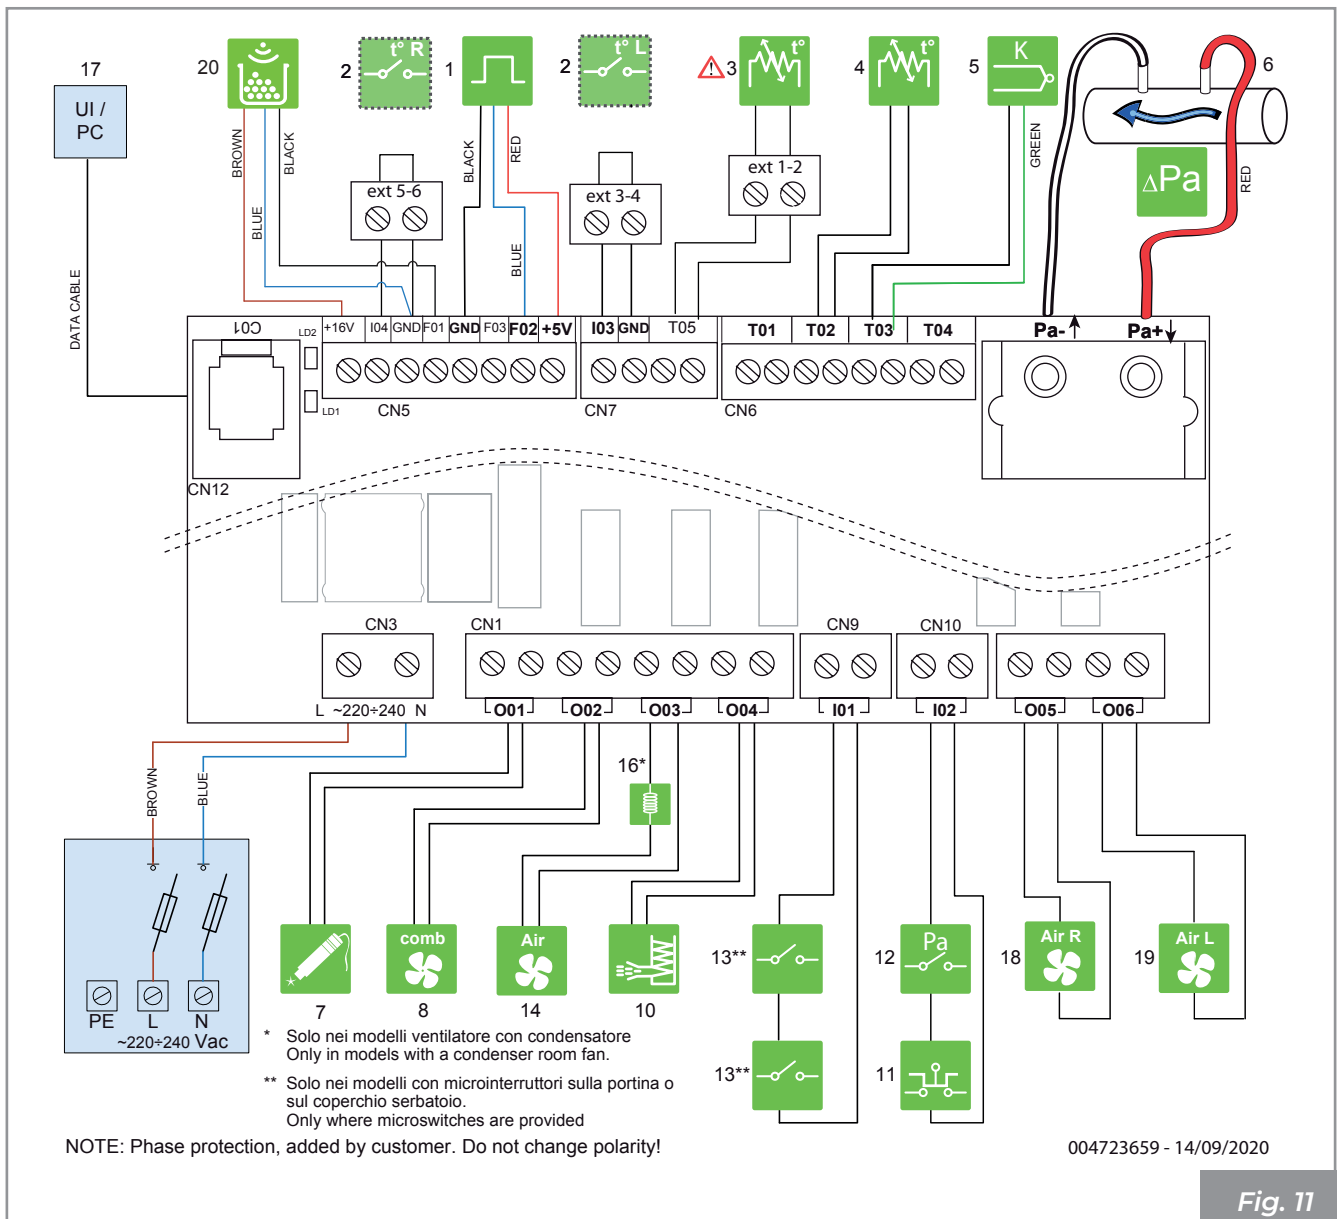 17
UI /
PC
20
2
t° R
1
2
t° L
3
t°
4
t°
5
K
6
ΔPa
BROWN
BLUE
BLACK
BLACK
RED
BLUE
GREEN
RED
DATA CABLE
ext 5-6
ext 3-4
ext 1-2
C01
LD2
LD1
+16V
I04
GND
F01
GND
F03
F02
+5V
I03
GND
T05
T01
T02
T03
T04
Pa-
Pa+
CN5
CN7
CN6
CN12
CN3
CN1
CN9
CN10
L ~220÷240 N
O01
O02
O03
O04
I01
I02
O05
O06
BROWN
BLUE
16*
PE
L
N
~220÷240 Vac
7
comb
8
Air
14
10
13**
13**
Pa
12
11
Air R
18
Air L
19
* Solo nei modelli ventilatore con condensatore
Only in models with a condenser room fan.
** Solo nei modelli con microinterruttori sulla portina o
sul coperchio serbatoio.
Only where microswitches are provided
NOTE: Phase protection, added by customer. Do not change polarity!
004723659 - 14/09/2020
Fig. 11